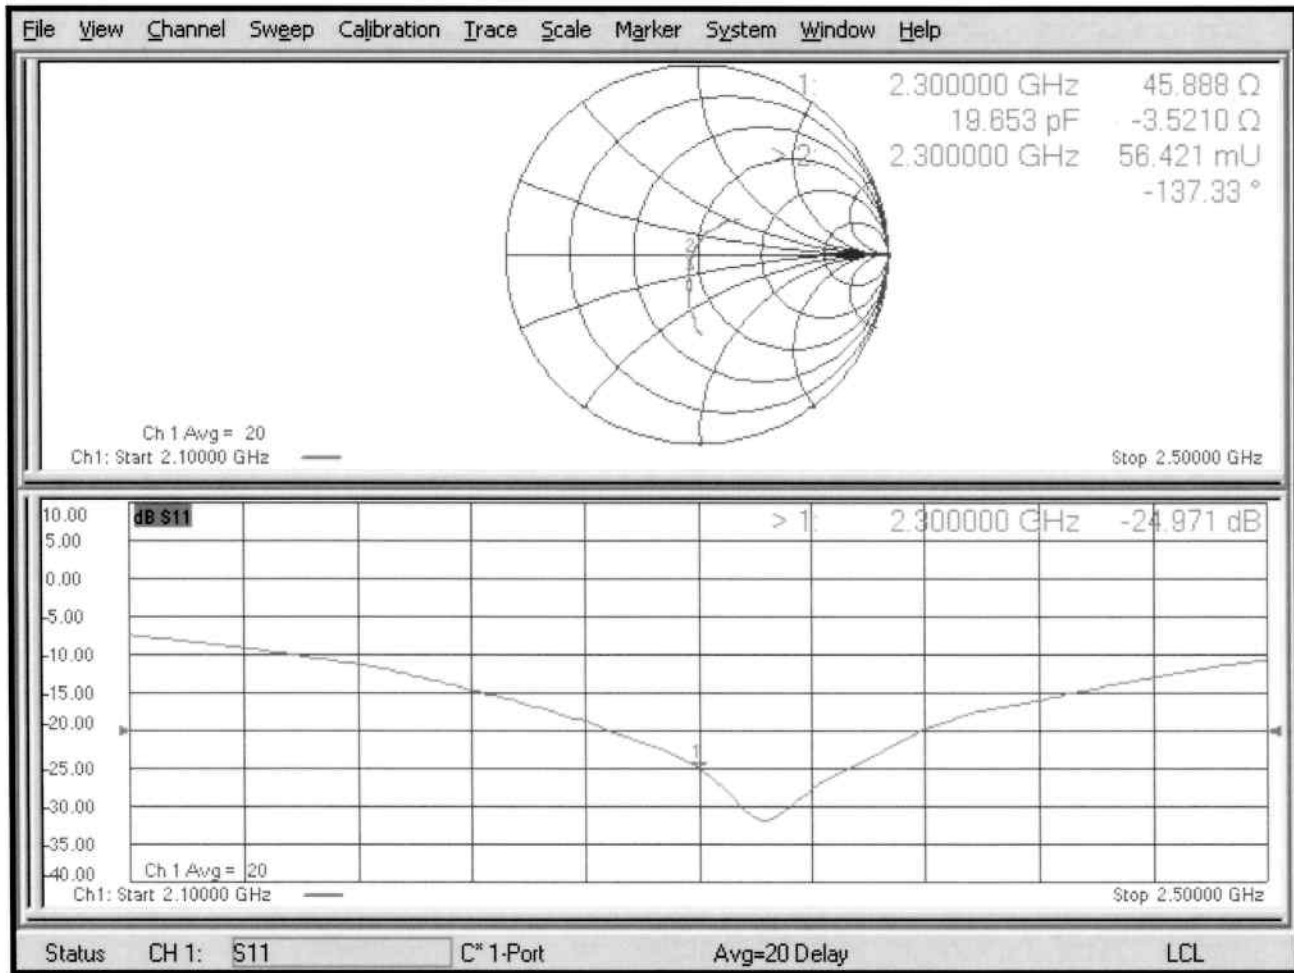 File View Channel Sweep Calibration Trace Scale Marker System Window Help
1: 2.300000 GHz 45.888 Ω
19.653 pF -3.5210 Ω
> 2: 2.300000 GHz 56.421 mU
-137.33 °
2
Ch 1 Avg = 20
Ch1: Start 2.10000 GHz
Stop 2.50000 GHz
10.00
dB S11
> 1: 2.300000 GHz -24.971 dB
5.00
0.00
-5.00
-10.00
-15.00
-20.00
1
-25.00
-30.00
-35.00
-40.00
Ch 1 Avg = 20
Ch1: Start 2.10000 GHz
Stop 2.50000 GHz
Status CH 1: S11 C* 1-Port Avg=20 Delay LCL